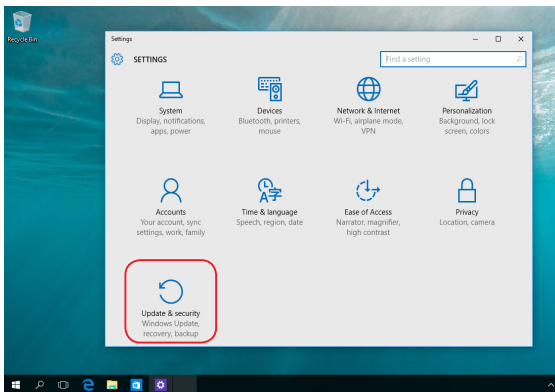 Recycle Bin
Settings
SETTINGS
Find a setting
System
Display, notifications,
apps, power
Devices
Bluetooth, printers,
mouse
Network & Internet
Wi-Fi, airplane mode,
VPN
Personalization
Background, lock
screen, colors
Accounts
Your account, sync
settings, work, family
Time & language
Speech, region, date
Ease of Access
Narrator, magnifier,
high contrast
Privacy
Location, camera
Update & security
Windows Update,
recovery, backup